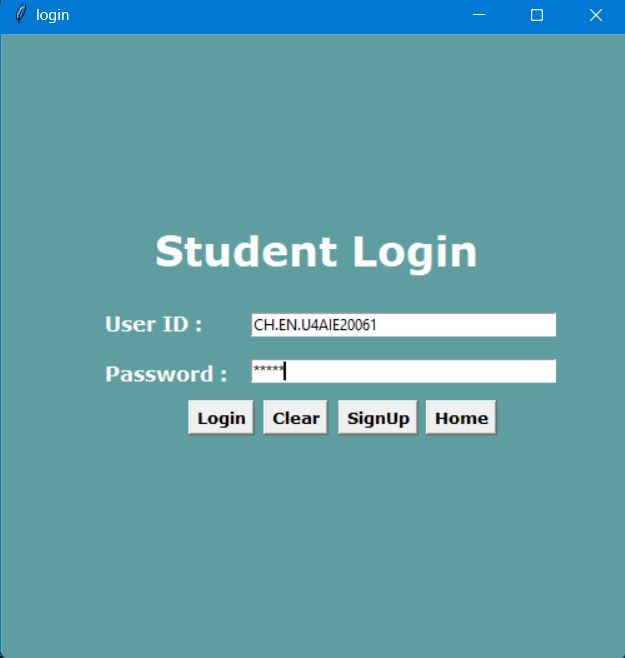 login
Student Login
User ID : CH.EN.U4AIE20061
Password : *****
Login Clear SignUp Home